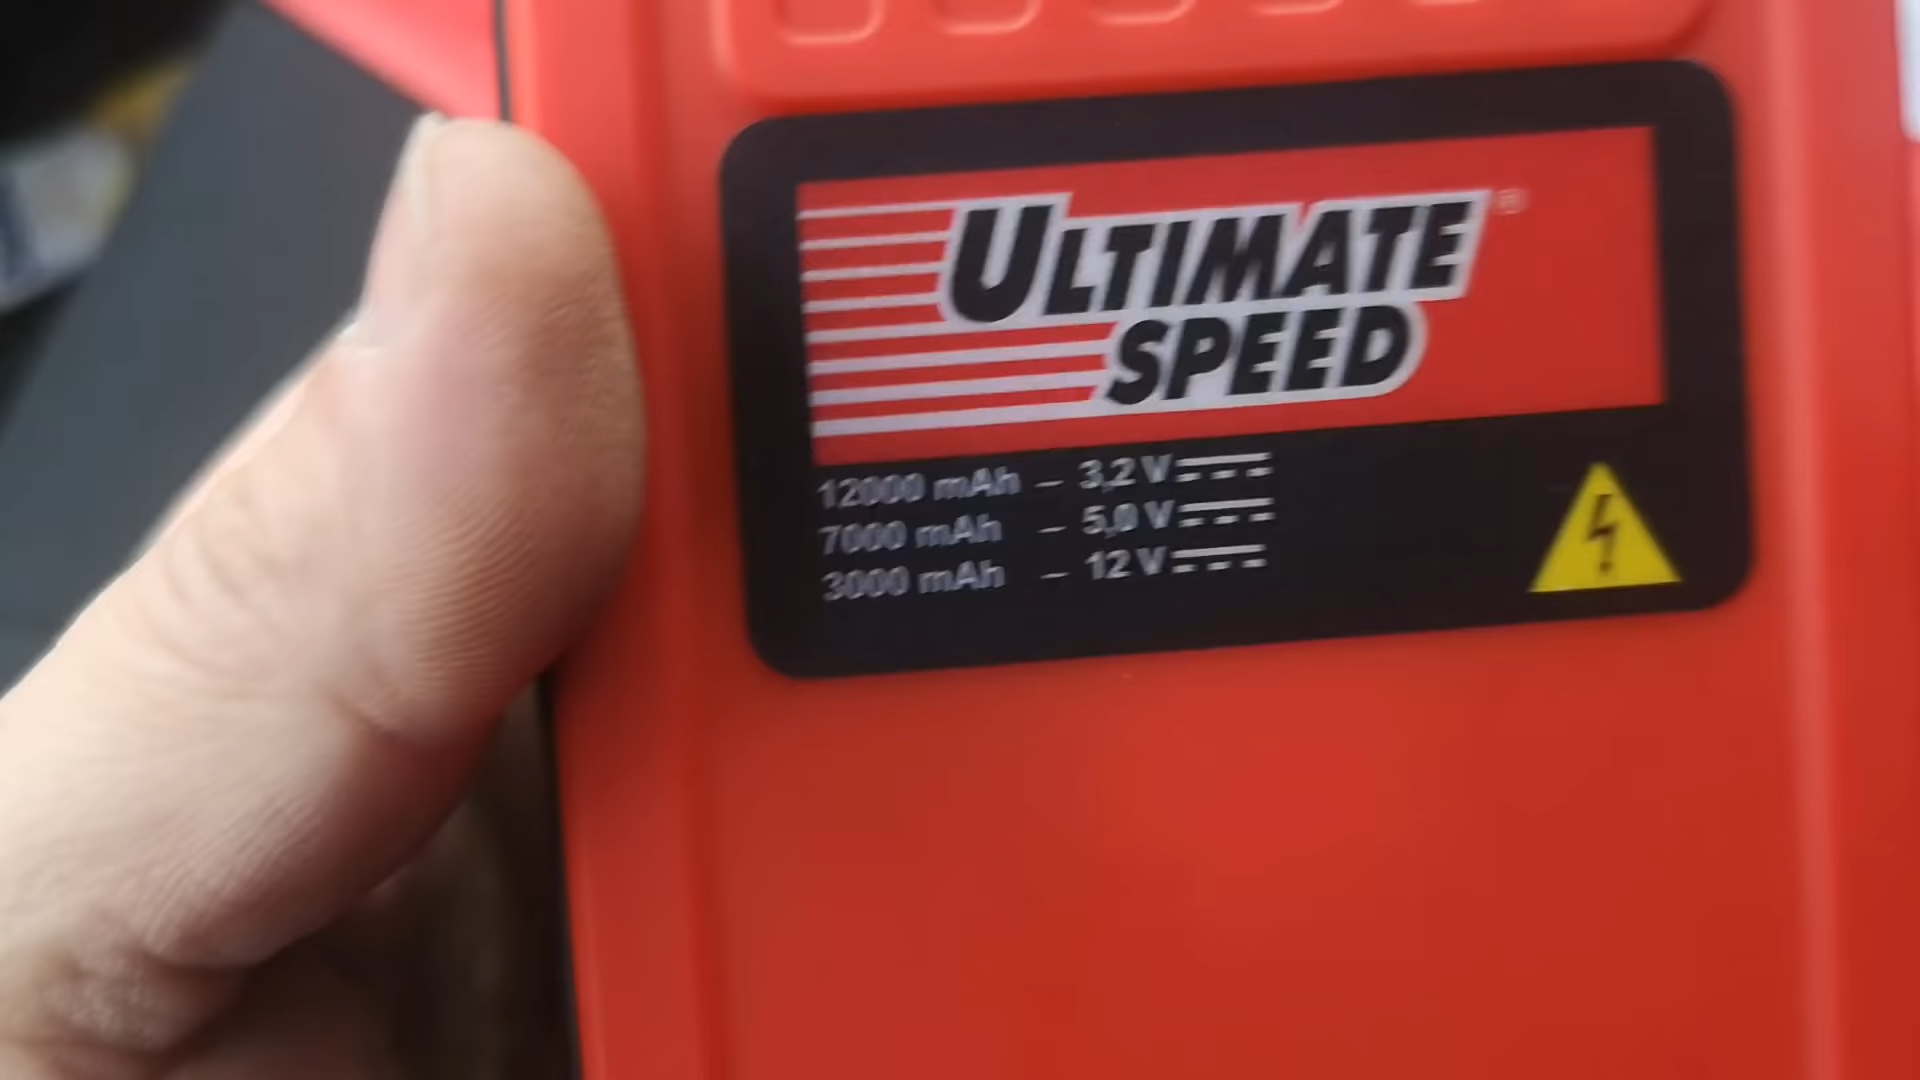 ULTIMATE ®
SPEED
12000 mAh – 3,2 V
7000 mAh – 5,0 V
3000 mAh – 12 V